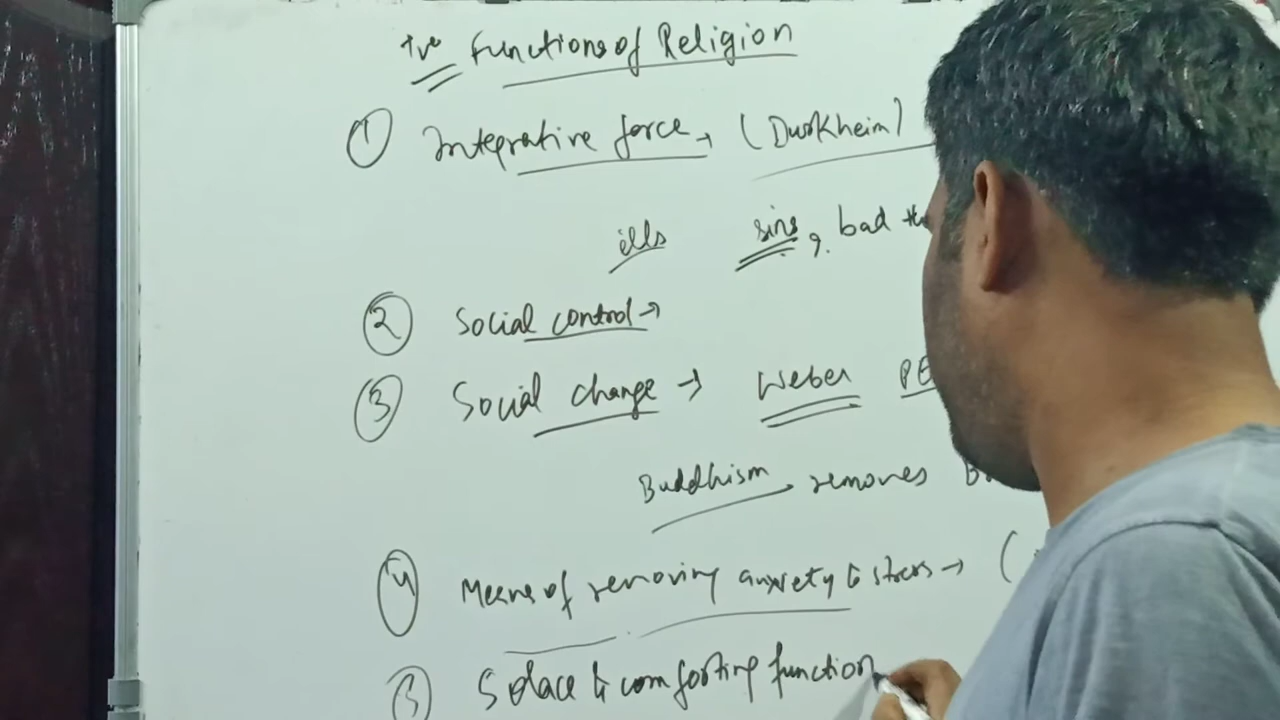 +ve Functions of Religion
① Integrative force → (Durkheim)
ills sins, bad
② Social control →
③ Social change → Weber PE
Buddhism removes
④ Means of removing anxiety & stress → (
⑤ Solace & comforting function